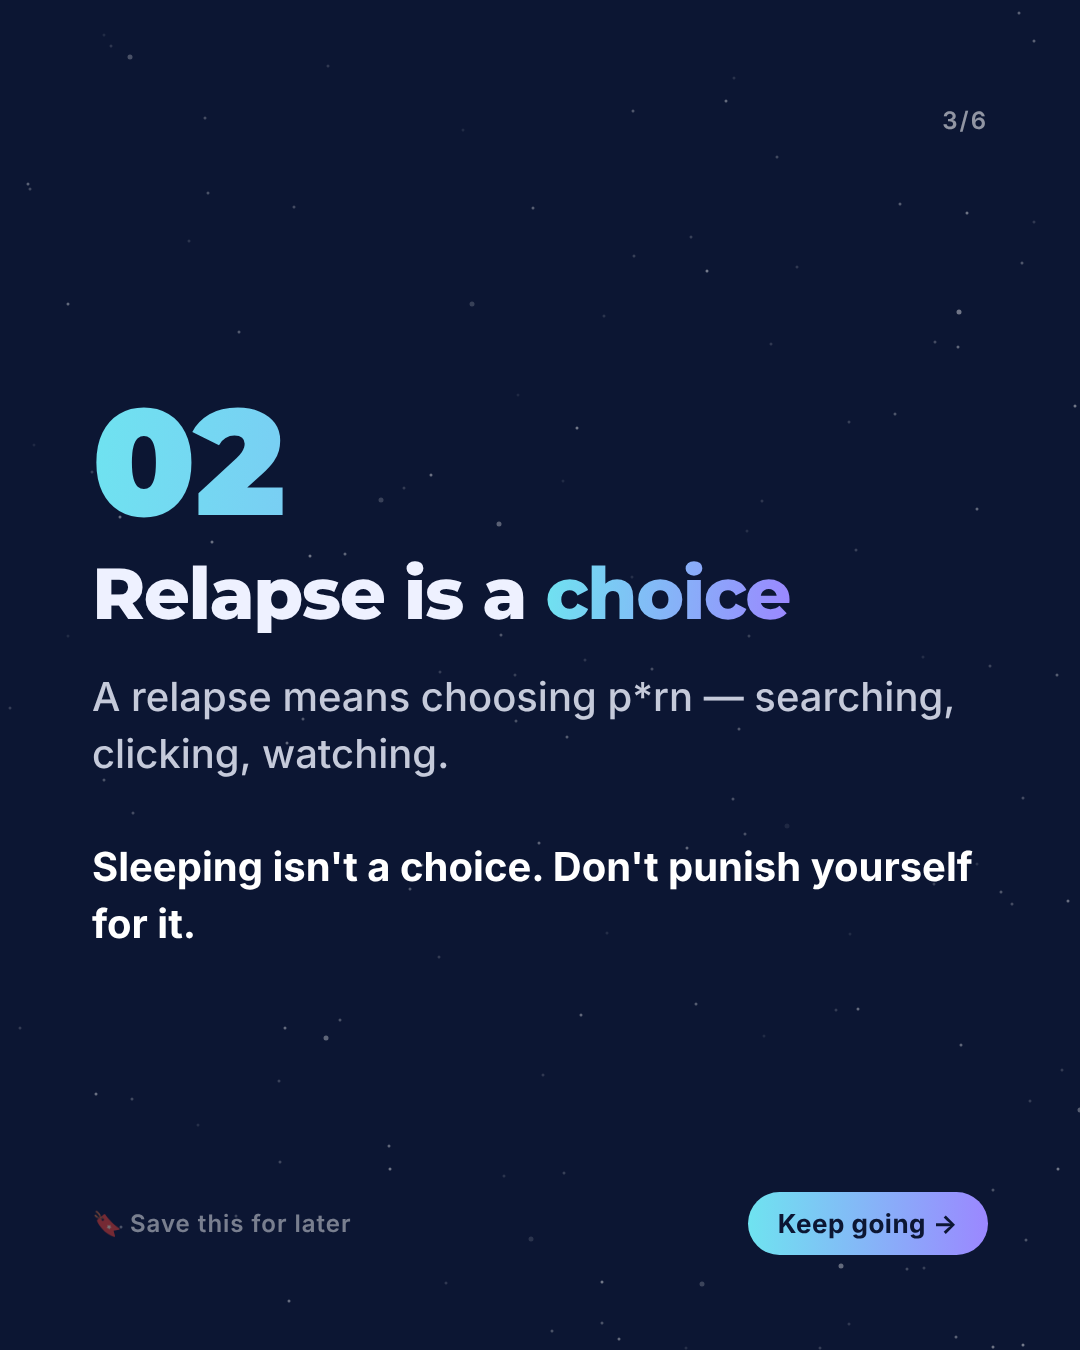 3/6
02
Relapse is a choice
A relapse means choosing p*rn — searching,
clicking, watching.
Sleeping isn't a choice. Don't punish yourself
for it.
🔖 Save this for later
Keep going →